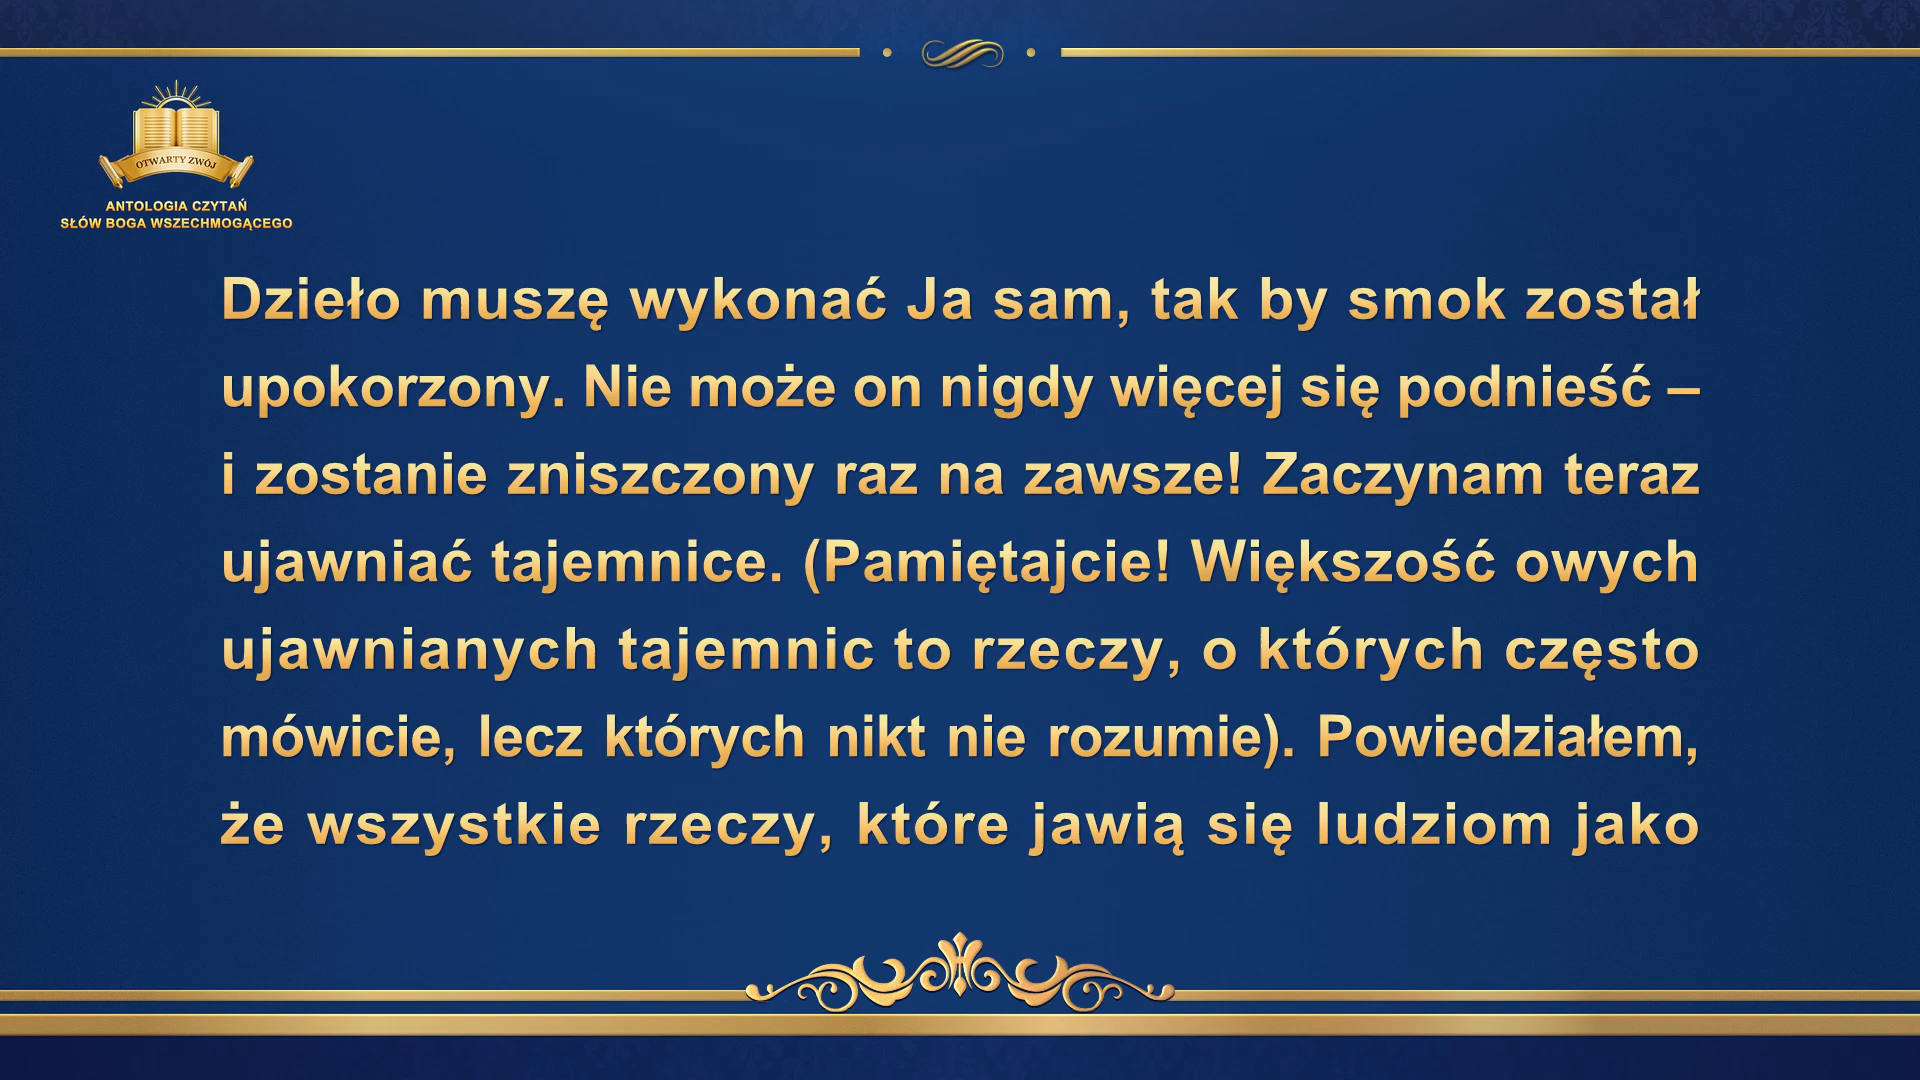 OTWARTY ZWÓJ
ANTOLOGIA CZYTAŃ
SŁÓW BOGA WSZECHMOGĄCEGO
Dzieło muszę wykonać Ja sam, tak by smok został
upokorzony. Nie może on nigdy więcej się podnieść –
i zostanie zniszczony raz na zawsze! Zaczynam teraz
ujawniać tajemnice. (Pamiętajcie! Większość owych
ujawnianych tajemnic to rzeczy, o których często
mówicie, lecz których nikt nie rozumie). Powiedziałem,
że wszystkie rzeczy, które jawią się ludziom jako